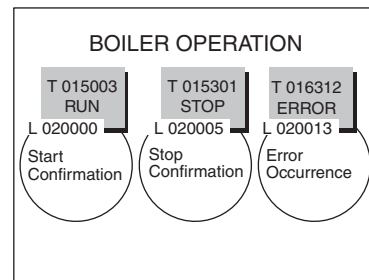 BOILER OPERATION
T 015003
RUN
T 015301
STOP
T 016312
ERROR
L 020000
L 020005
L 020013
Start
Confirmation
Stop
Confirmation
Error
Occurrence